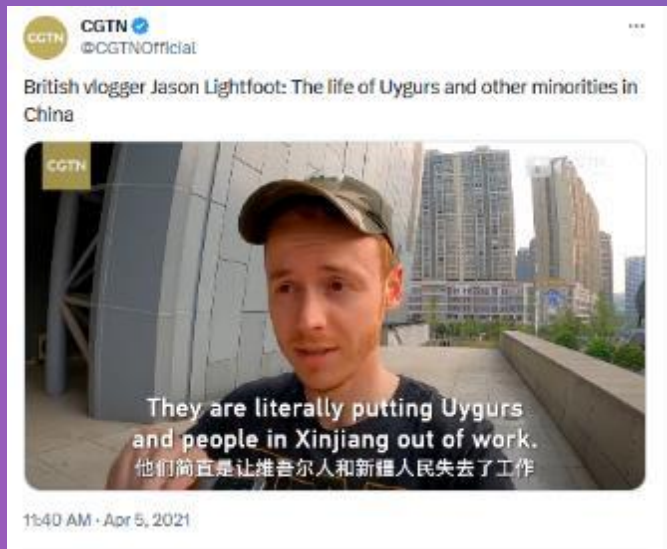 CGTN
CGTN
@CGTNOfficial
British vlogger Jason Lightfoot: The life of Uygurs and other minorities in
China
CGTN
They are literally putting Uygurs
and people in Xinjiang out of work.
他们简直是让维吾尔人和新疆人民失去了工作
11:40 AM · Apr 5, 2021